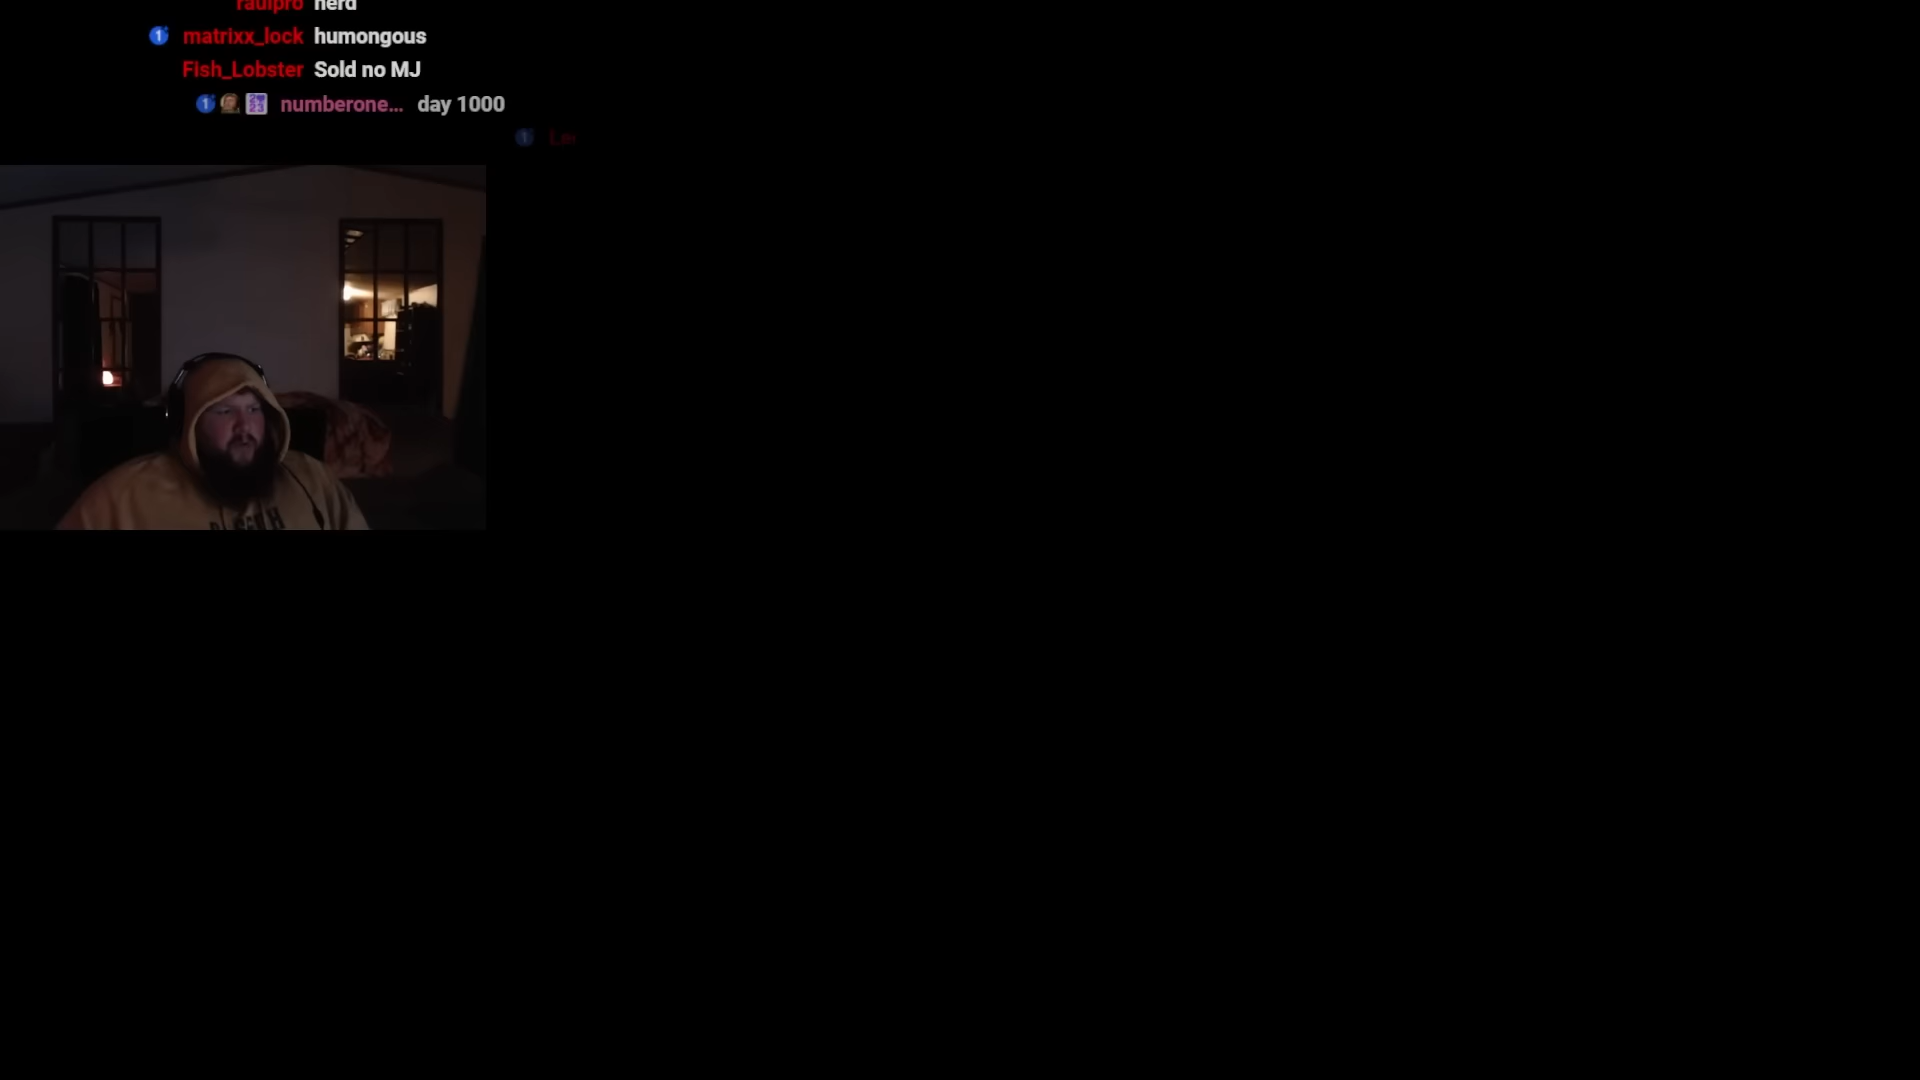 raulpro nerd
matrixx_lock humongous
Fish_Lobster Sold no MJ
numberone... day 1000